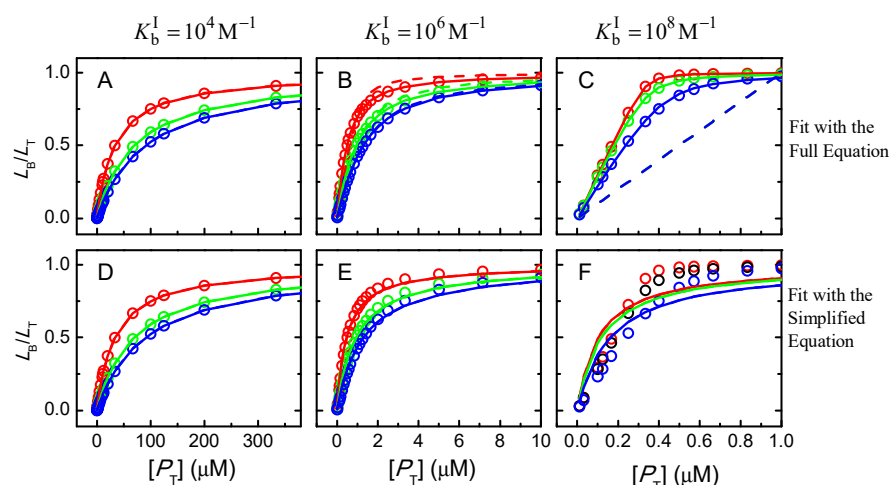 K_b^I = 10^4 M^−1 K_b^I = 10^6 M^−1 K_b^I = 10^8 M^−1
A
B
C
1.0
0.5
0.0
L_B/L_T
Fit with the
Full Equation
D
E
F
1.0
0.5
0.0
L_B/L_T
Fit with the
Simplified
Equation
0 100 200 300
0 2 4 6 8 10
0.0 0.2 0.4 0.6 0.8 1.0
[P_T] (μM) [P_T] (μM) [P_T] (μM)